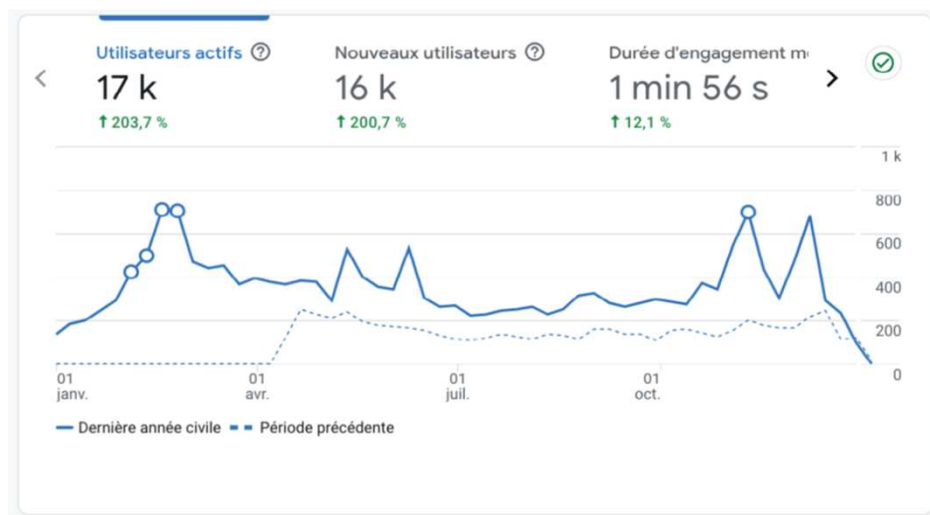 Utilisateurs actifs
17 k
↑ 203,7 %
Nouveaux utilisateurs
16 k
↑ 200,7 %
Durée d'engagement m
1 min 56 s
↑ 12,1 %
1 k
800
600
400
200
0
01
janv.
01
avr.
01
juil.
01
oct.
Dernière année civile
Période précédente